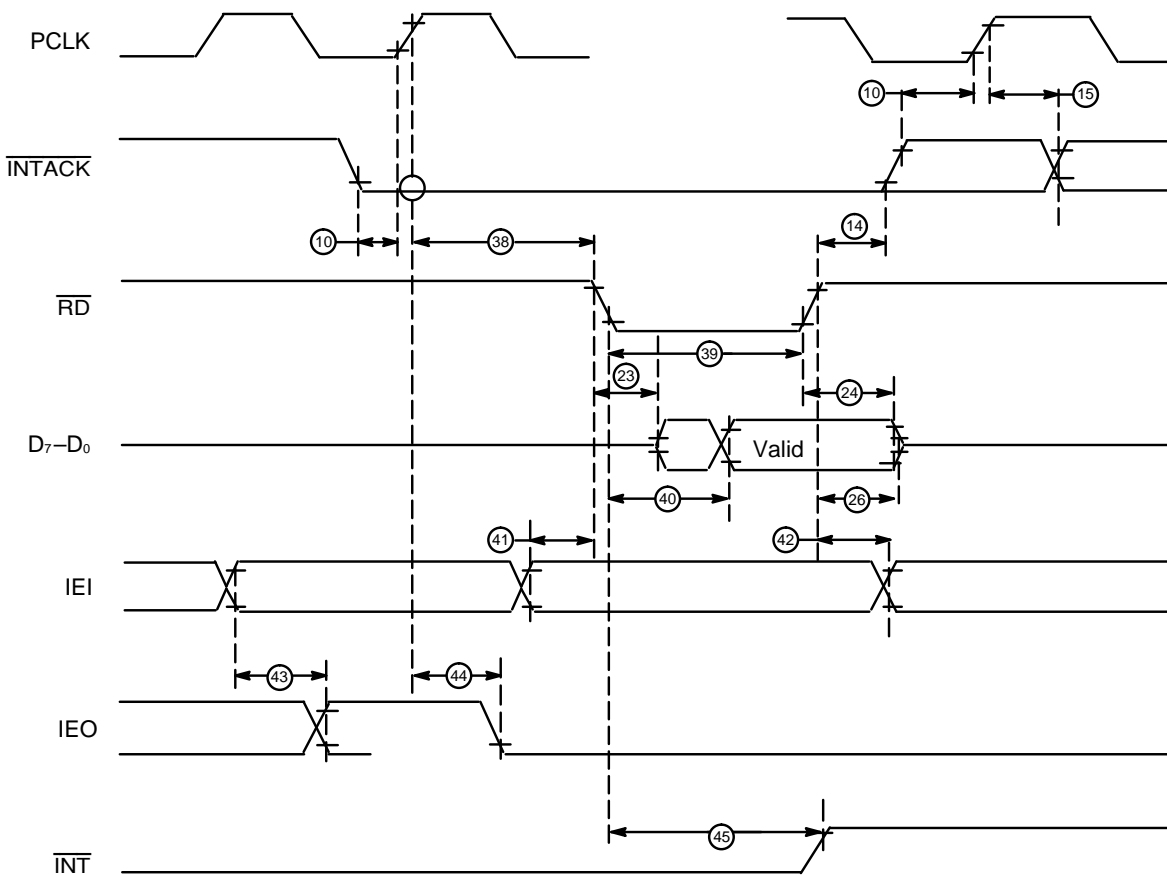 PCLK
10
15
INTACK
10
38
14
RD
39
23
24
D₇–D₀
Valid
40
26
41
42
IEI
43
44
IEO
45
INT